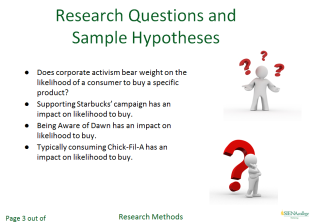 Research Questions and
Sample Hypotheses
● Does corporate activism bear weight on the
likelihood of a consumer to buy a specific
product?
● Supporting Starbucks' campaign has an
impact on likelihood to buy.
● Being Aware of Dawn has an impact on
likelihood to buy.
● Typically consuming Chick-Fil-A has an
impact on likelihood to buy.
Page 3 out of
Research Methods